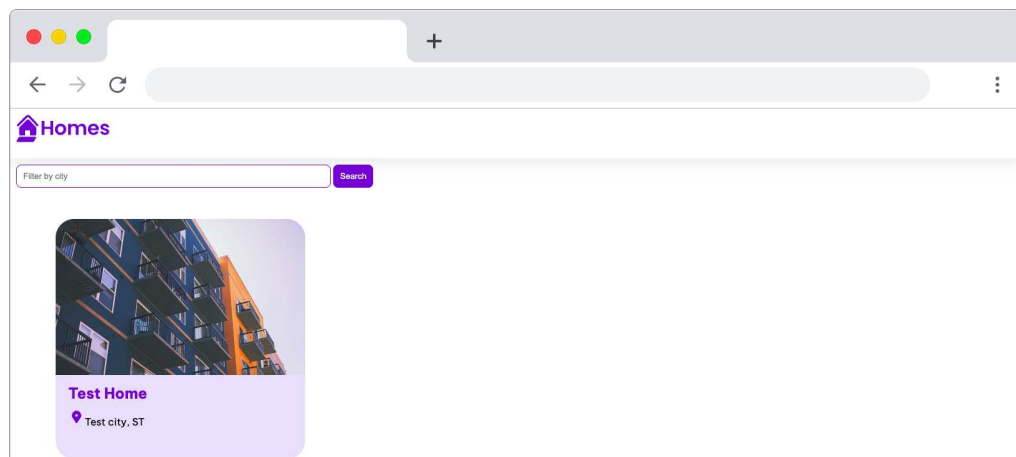 Homes
Filter by city
Search
Test Home
Test city, ST